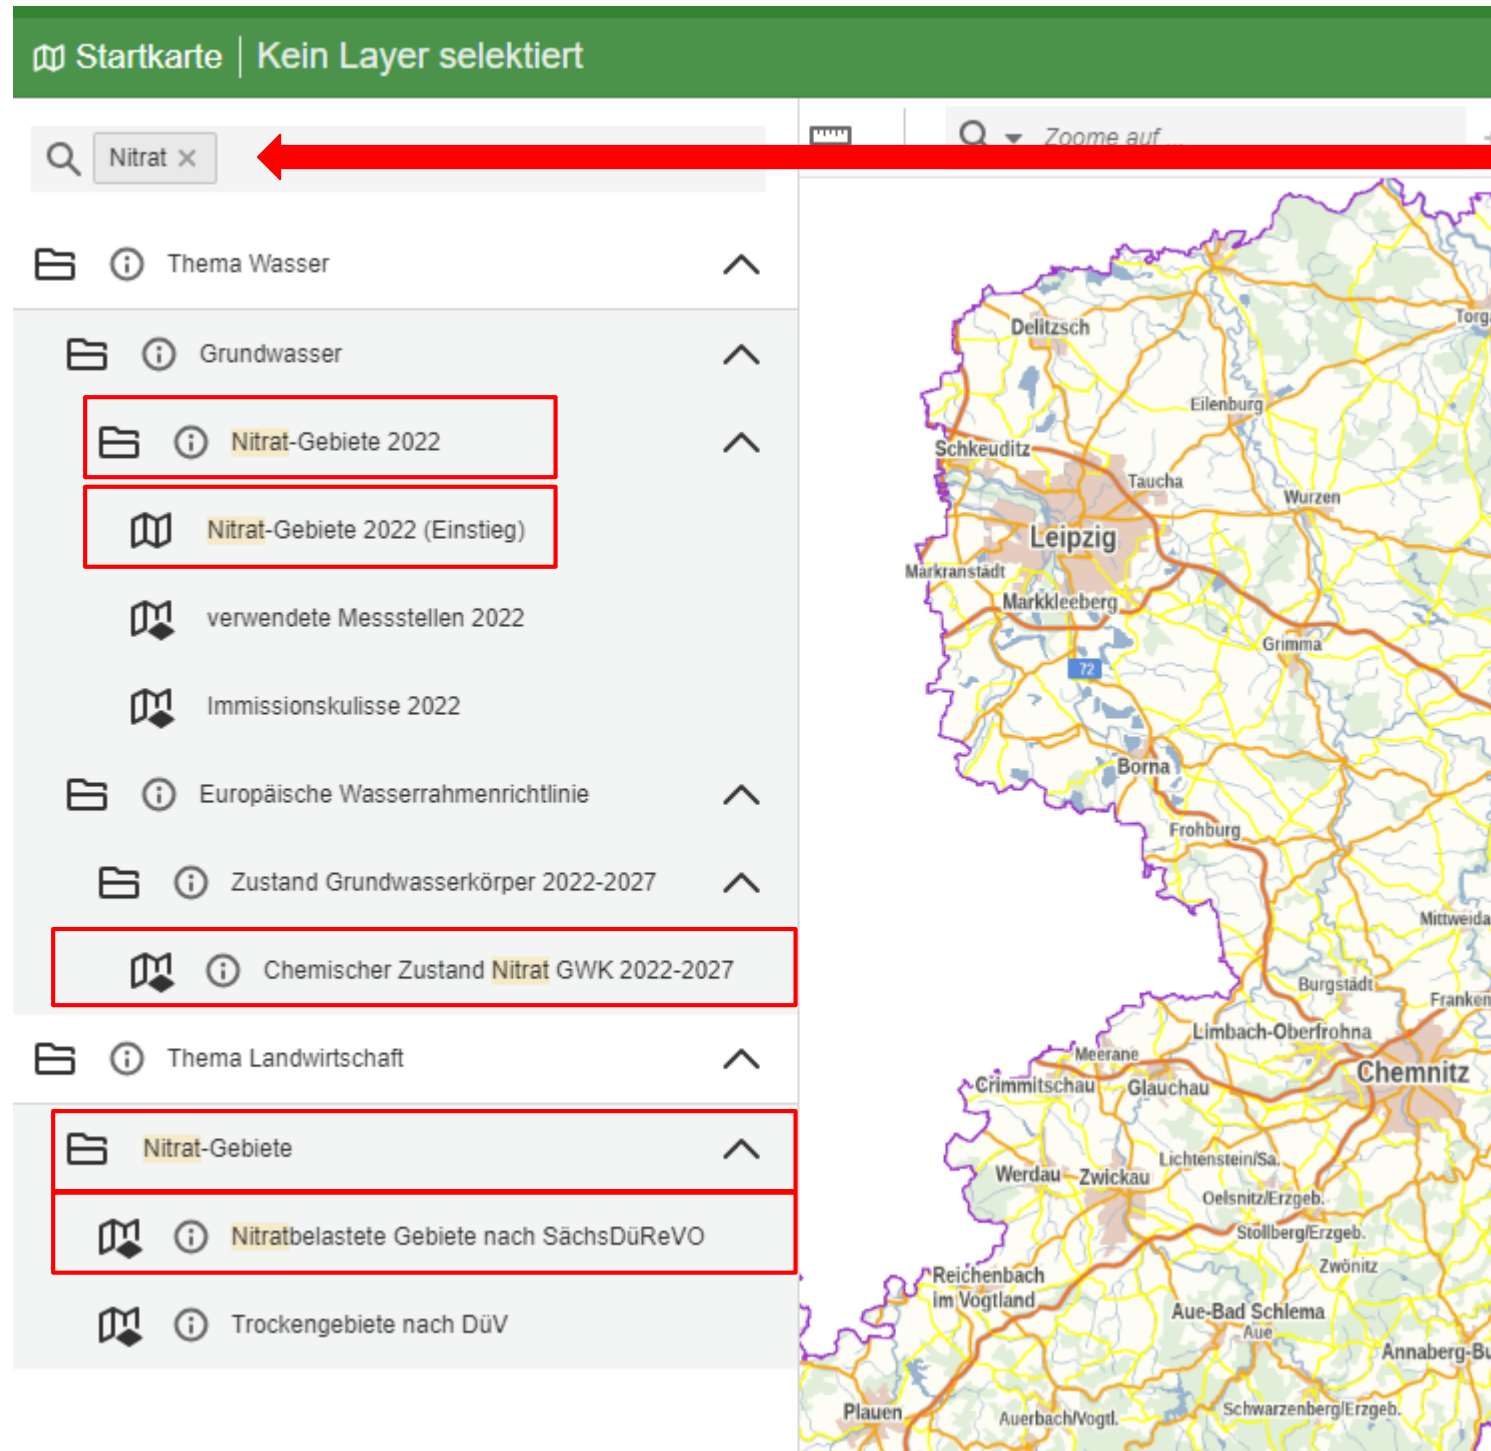 Startkarte | Kein Layer selektiert
Nitrat ×
Zoome auf ...
Thema Wasser
Grundwasser
Nitrat-Gebiete 2022
Nitrat-Gebiete 2022 (Einstieg)
verwendete Messstellen 2022
Immissionskulisse 2022
Europäische Wasserrahmenrichtlinie
Zustand Grundwasserkörper 2022-2027
Chemischer Zustand Nitrat GWK 2022-2027
Thema Landwirtschaft
Nitrat-Gebiete
Nitratbelastete Gebiete nach SächsDüReVO
Trockengebiete nach DüV
Delitzsch
Torg
Eilenburg
Schkeuditz
Taucha
Wurzen
Leipzig
Markranstädt
Markkleeberg
Grimma
72
Borna
Frohburg
Mittweida
Burgstädt
Franken
Limbach-Oberfrohna
Meerane
Chemnitz
Crimmitschau
Glauchau
Lichtenstein/Sa.
Werdau
Zwickau
Oelsnitz/Erzgeb.
Stollberg/Erzgeb.
Zwönitz
Reichenbach
im Vogtland
Aue-Bad Schlema
Aue
Annaberg-Bu
Plauen
Auerbach/Vogtl.
Schwarzenberg/Erzgeb.